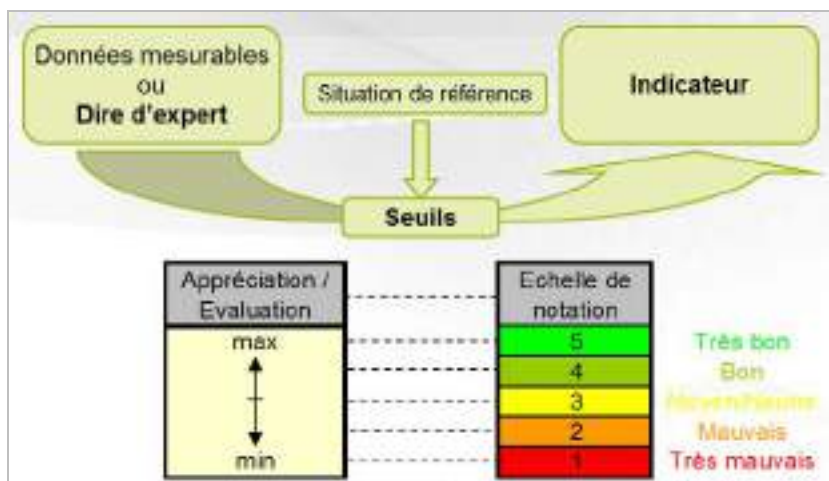 Données mesurables
ou
Dire d'expert
Situation de référence
Indicateur
Seuils
Appréciation /
Evaluation
max
min
Echelle de
notation
5
4
3
2
1
Très bon
Bon
Mauvais
Très mauvais